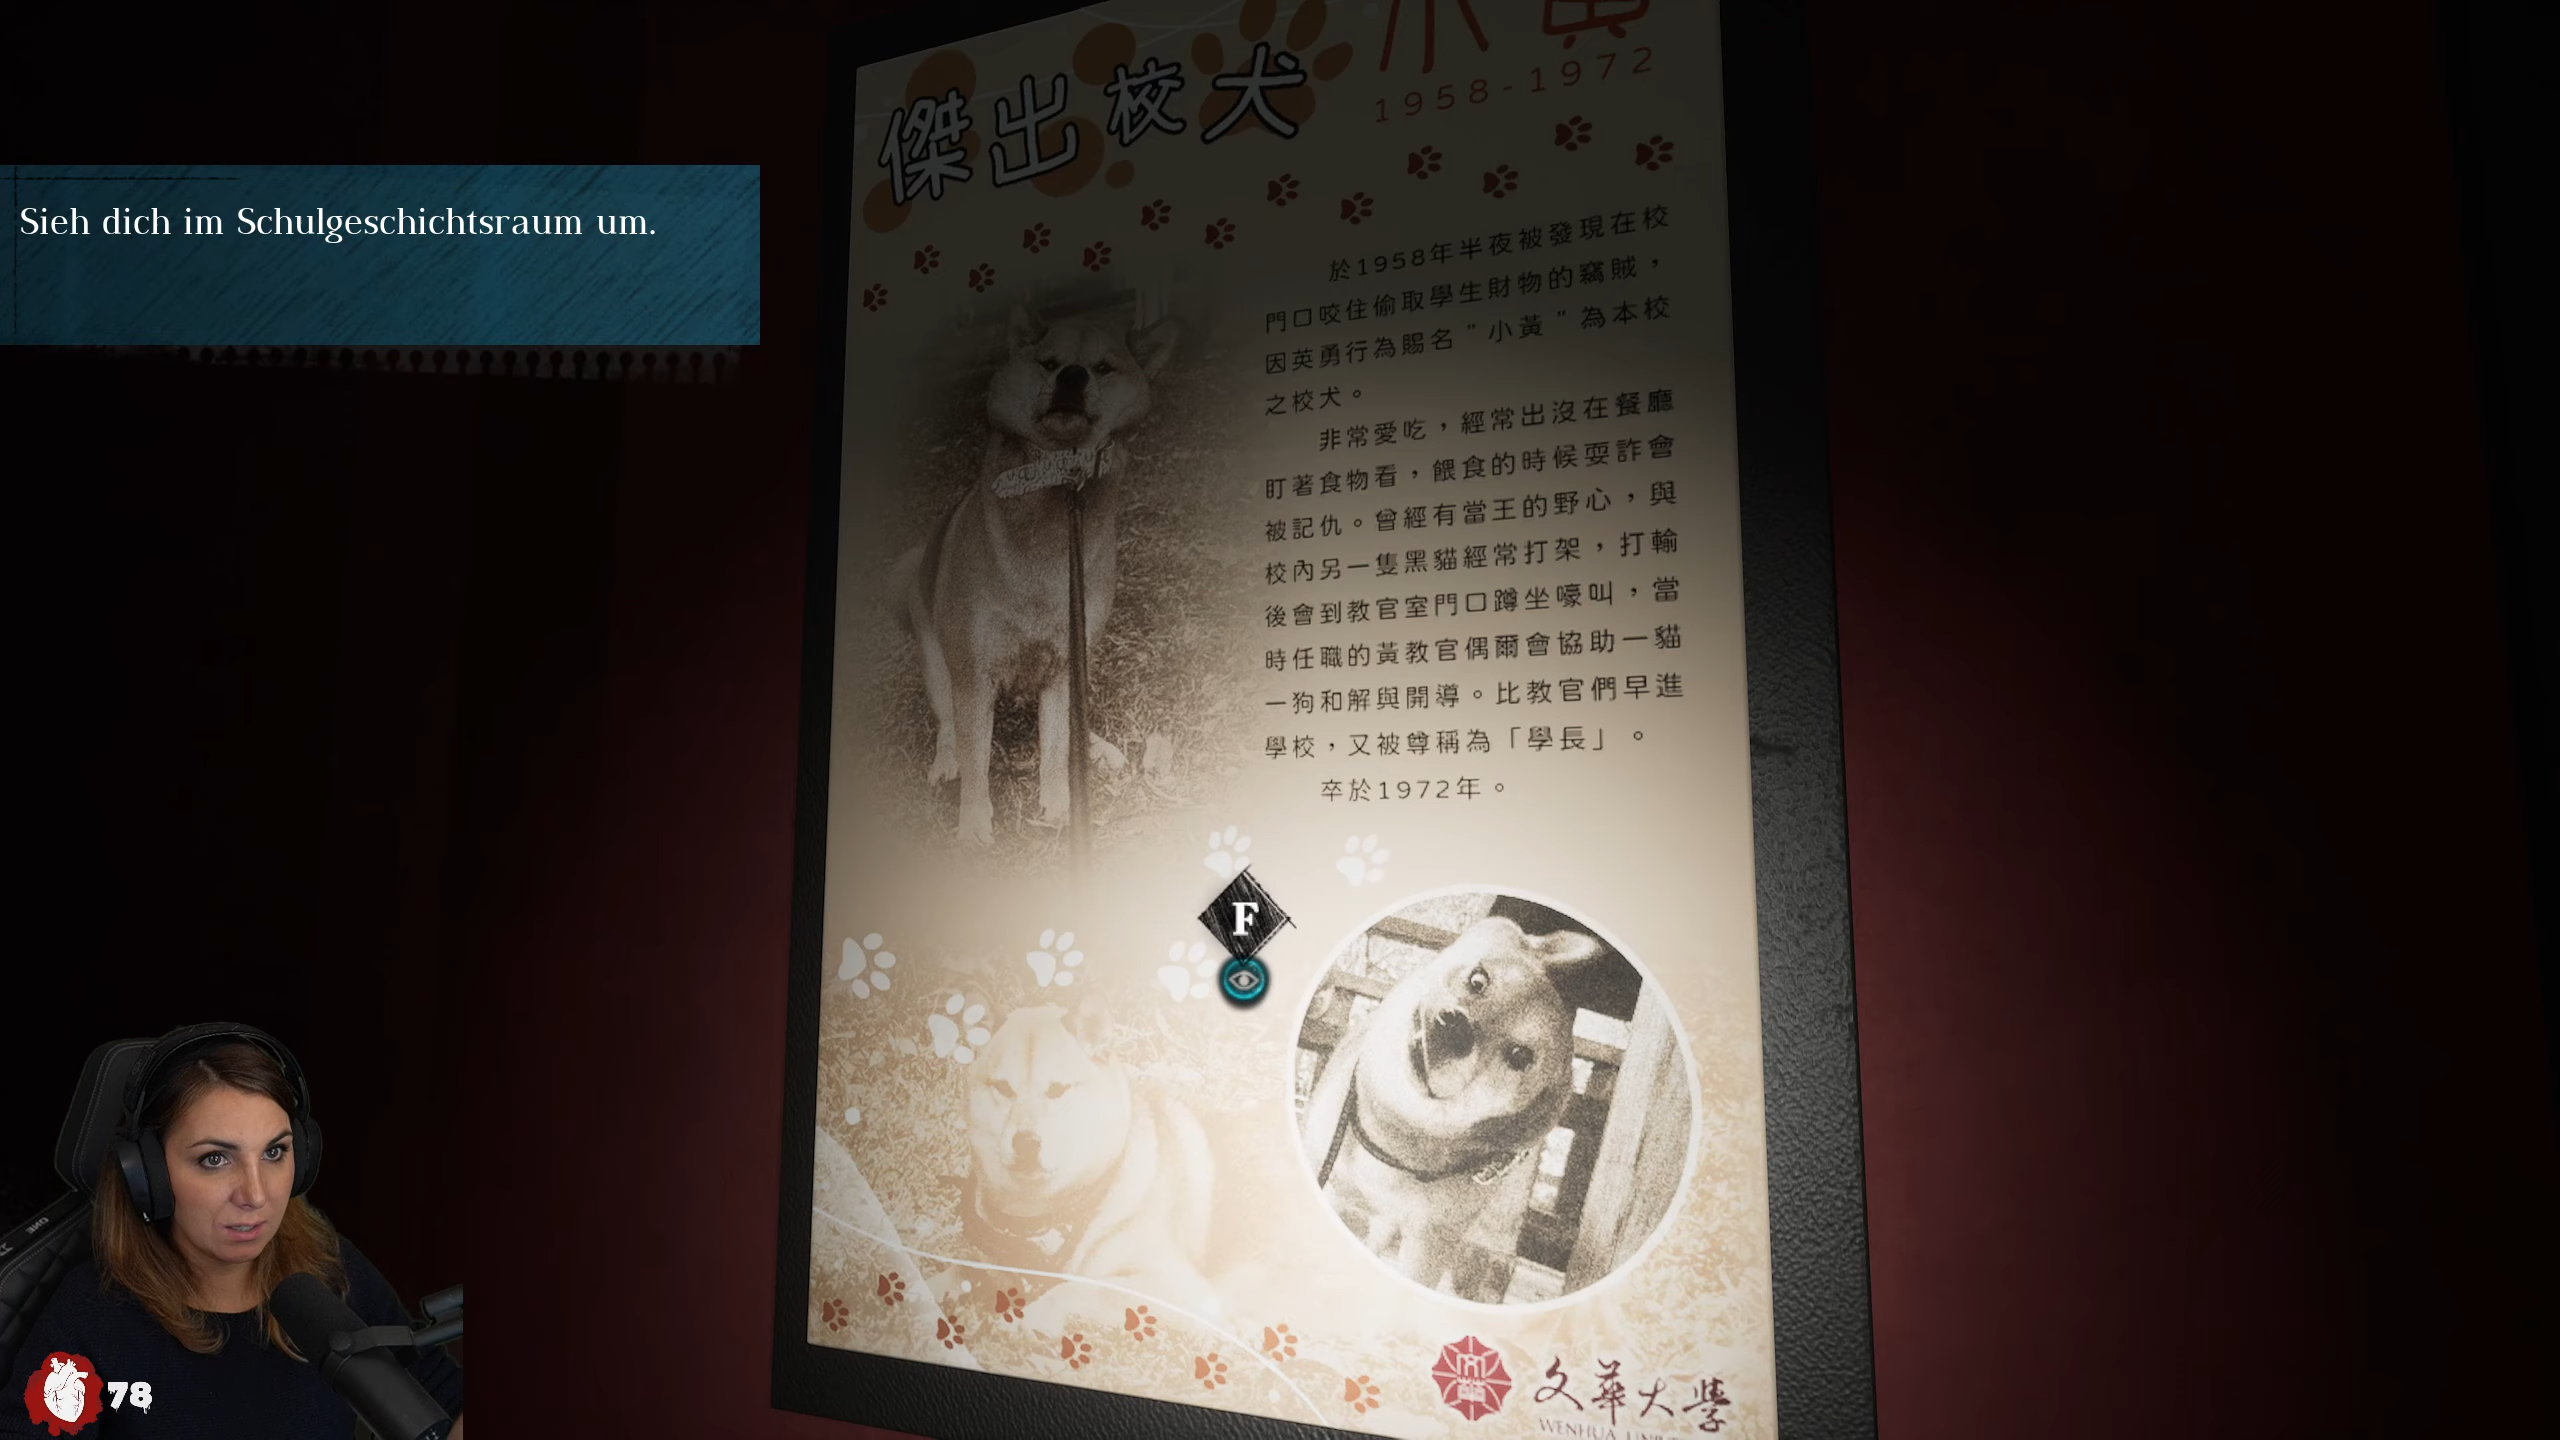 小黃
傑出校犬
1958-1972
Sieh dich im Schulgeschichtsraum um.
於1958年半夜被發現在校
門口咬住偷取學生財物的竊賊，
因英勇行為賜名"小黃"為本校
之校犬。
非常愛吃，經常出沒在餐廳
盯著食物看，餵食的時候耍詐會
被記仇。曾經有當王的野心，與
校內另一隻黑貓經常打架，打輸
後會到教官室門口蹲坐嚎叫，當
時任職的黃教官偶爾會協助一貓
一狗和解與開導。比教官們早進
學校，又被尊稱為「學長」。
卒於1972年。
F
文華大學
WENHUA
78